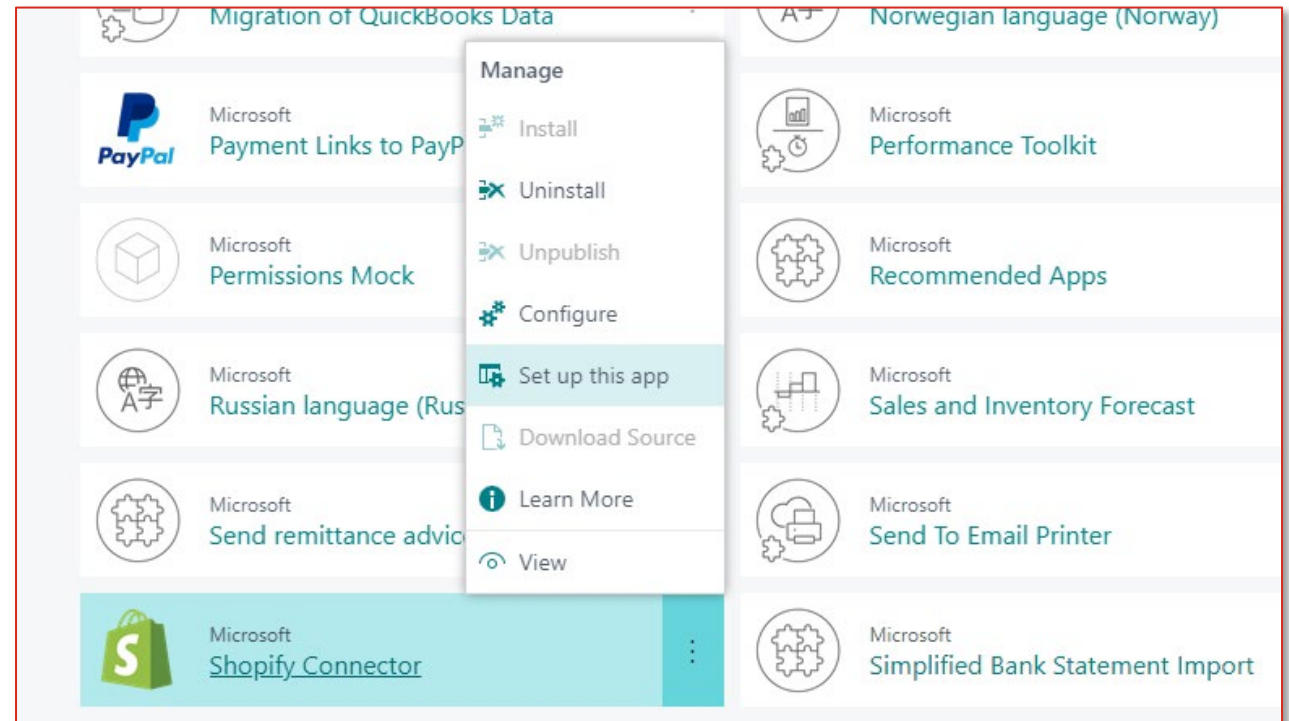 Migration of QuickBooks Data
Norwegian language (Norway)
Manage
Install
Uninstall
Unpublish
Configure
Set up this app
Download Source
Learn More
View
PayPal
Microsoft
Payment Links to PayP
Microsoft
Performance Toolkit
Microsoft
Permissions Mock
Microsoft
Recommended Apps
A字
Microsoft
Russian language (Rus
Microsoft
Sales and Inventory Forecast
Microsoft
Send remittance advic
Microsoft
Send To Email Printer
S
Microsoft
Shopify Connector
Microsoft
Simplified Bank Statement Import